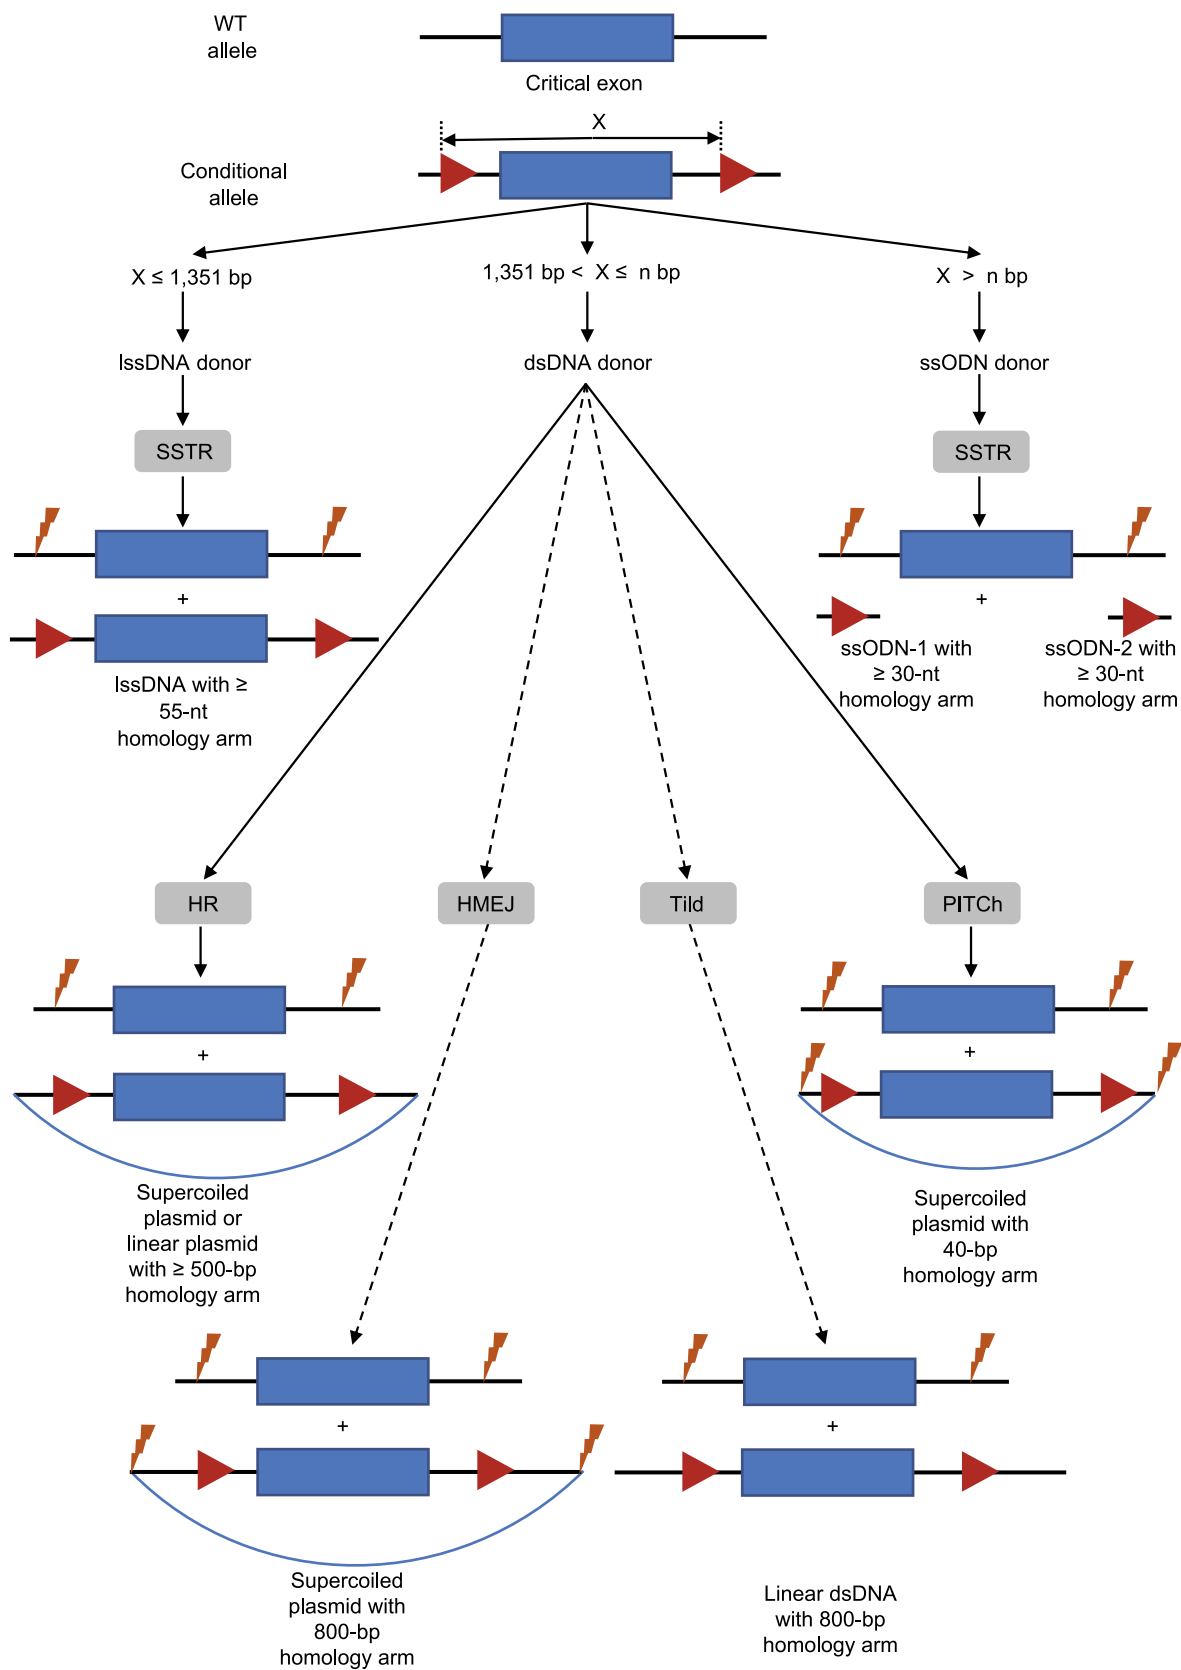 WT
allele
Critical exon
X
Conditional
allele
X ≤ 1,351 bp
1,351 bp < X ≤ n bp
X > n bp
lssDNA donor
dsDNA donor
ssODN donor
SSTR
SSTR
+
+
lssDNA with ≥
55-nt
homology arm
ssODN-1 with
≥ 30-nt
homology arm
ssODN-2 with
≥ 30-nt
homology arm
HR
HMEJ
Tild
PITCh
+
+
Supercoiled
plasmid or
linear plasmid
with ≥ 500-bp
homology arm
Supercoiled
plasmid with
40-bp
homology arm
+
+
Supercoiled
plasmid with
800-bp
homology arm
Linear dsDNA
with 800-bp
homology arm